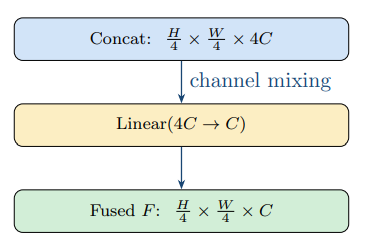 Concat: H/4 × W/4 × 4C
channel mixing
Linear(4C → C)
Fused F: H/4 × W/4 × C